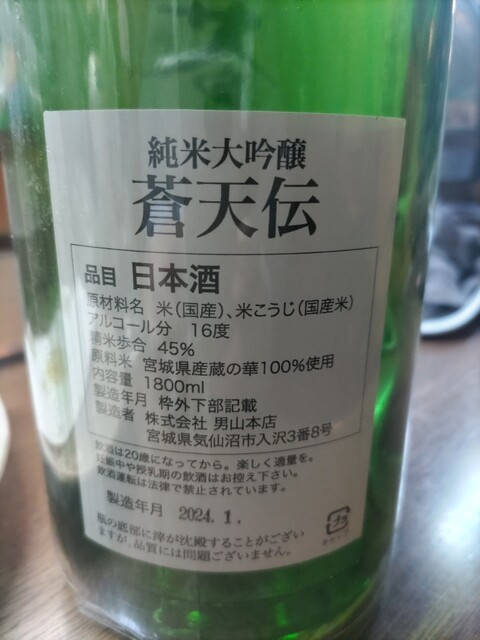 純米大吟醸
蒼天伝
品目 日本酒
原材料名 米(国産)、米こうじ(国産米)
アルコール分 16度
精米歩合 45%
原料米 宮城県産蔵の華100%使用
内容量 1800ml
製造年月 枠外下部記載
製造者 株式会社 男山本店
宮城県気仙沼市入沢3番8号
飲酒は20歳になってから。楽しく適量を。
妊娠中や授乳期の飲酒はお控え下さい。
飲酒運転は法律で禁止されています。
製造年月 2024.1.
瓶の底部に滓が沈殿することがござい
ますが、品質には問題ございません。